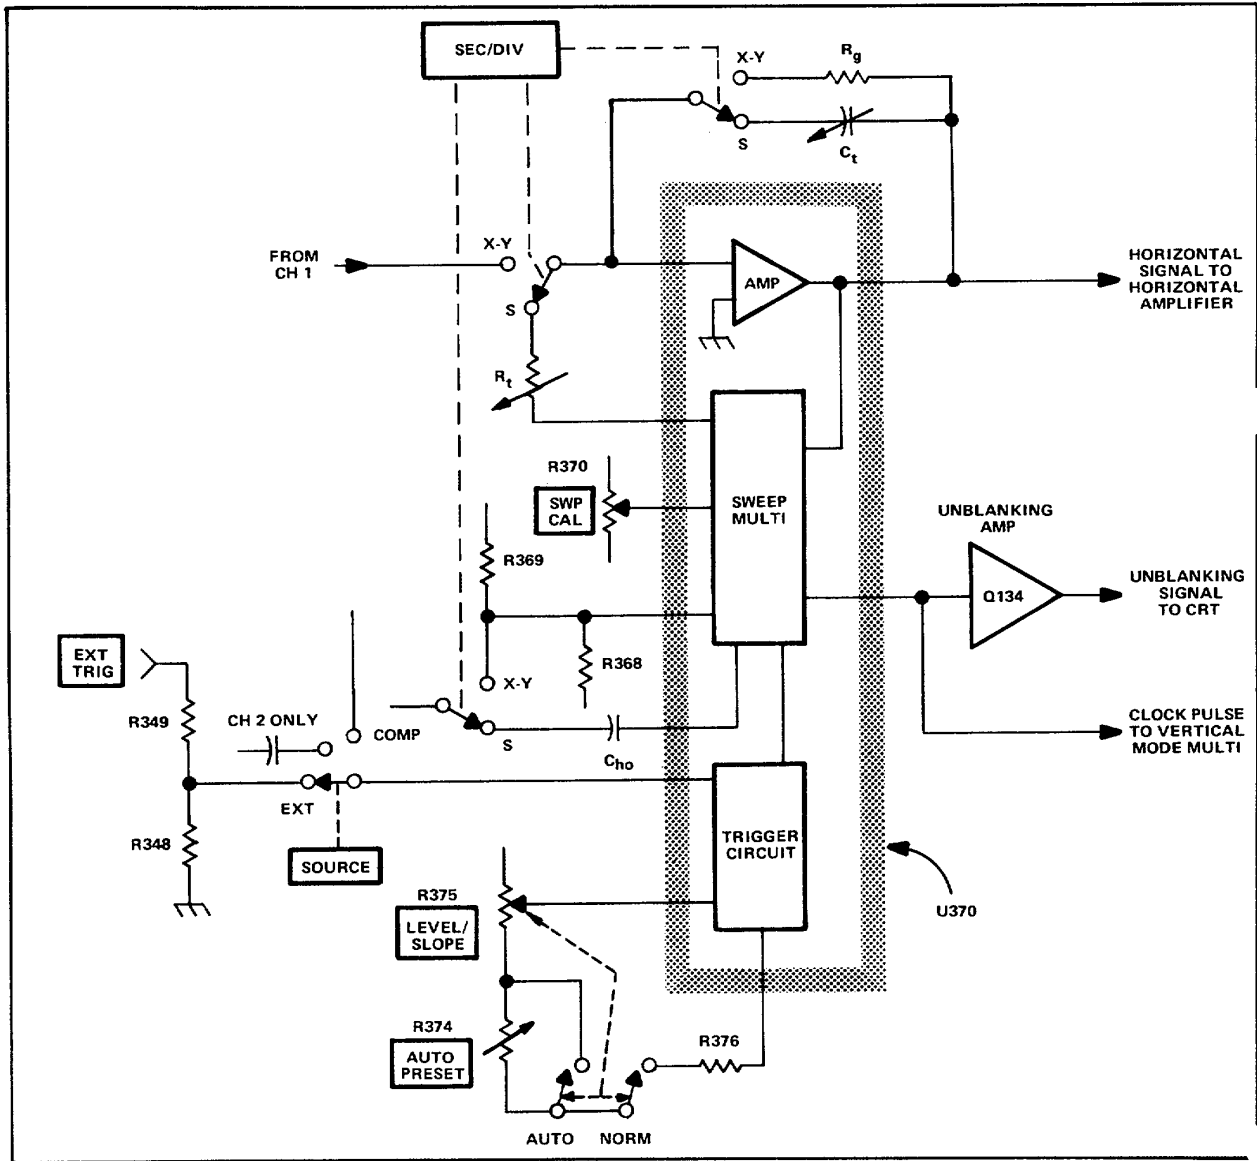 SEC/DIV
X-Y
Rg
S
Ct
FROM
CH 1
X-Y
S
AMP
HORIZONTAL
SIGNAL TO
HORIZONTAL
AMPLIFIER
Rt
R370
SWP
CAL
SWEEP
MULTI
R369
UNBLANKING
AMP
Q134
UNBLANKING
SIGNAL
TO CRT
EXT
TRIG
R368
X-Y
R349
CH 2 ONLY
COMP
S
Cho
CLOCK PULSE
TO VERTICAL
MODE MULTI
EXT
R348
SOURCE
TRIGGER
CIRCUIT
R375
LEVEL/
SLOPE
U370
R374
AUTO
PRESET
R376
AUTO
NORM